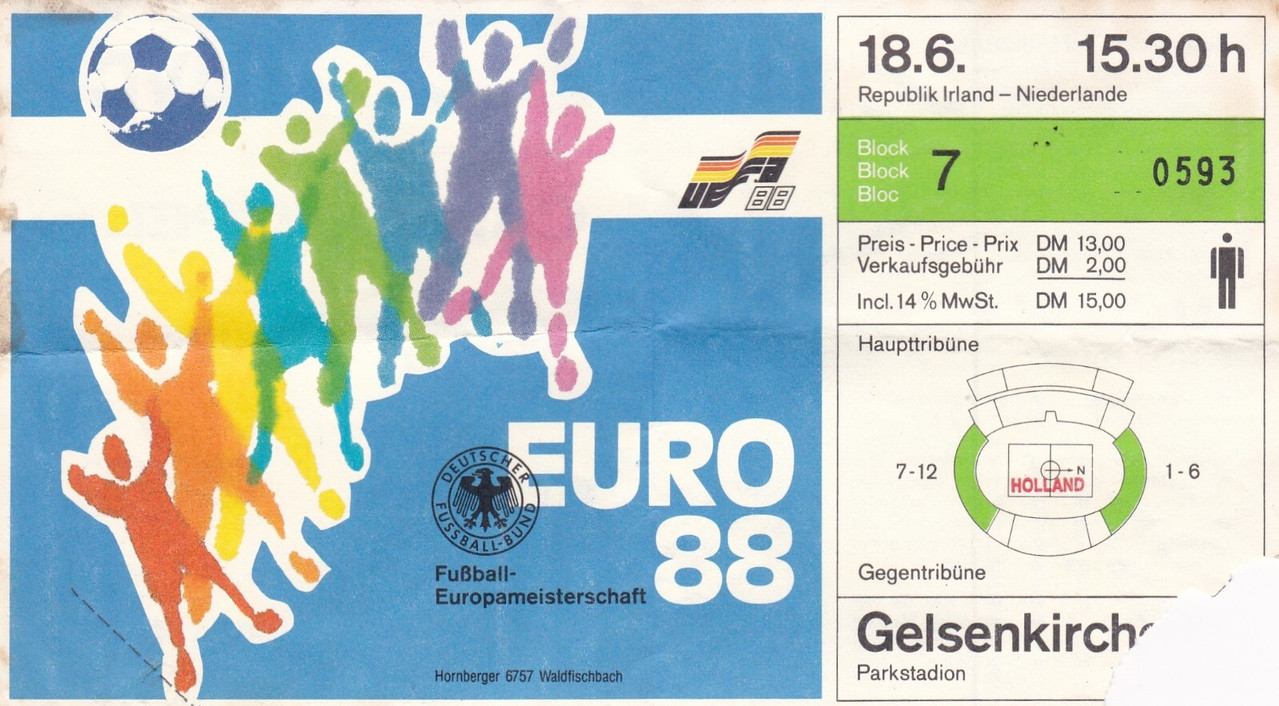 UEFA
88
DEUTSCHER
FUSSBALL-BUND
EURO
88
Fußball-
Europameisterschaft
Hornberger 6757 Waldfischbach
18.6. 15.30 h
Republik Irland – Niederlande
Block
Block 7 0593
Bloc
Preis - Price - Prix DM 13,00
Verkaufsgebühr DM 2,00
Incl. 14 % MwSt. DM 15,00
Haupttribüne
7-12 N 1-6
HOLLAND
Gegentribüne
Gelsenkirche
Parkstadion